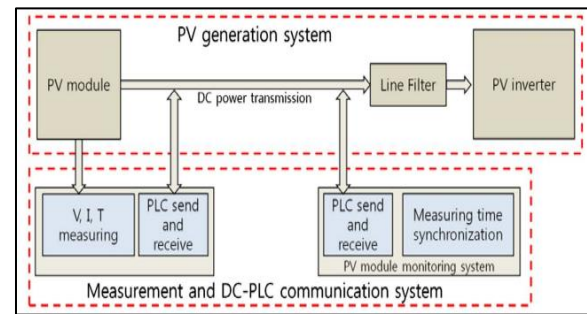 PV generation system
PV module
DC power transmission
Line Filter
PV inverter
V, I, T
measuring
PLC send
and
receive
PLC send
and
receive
Measuring time
synchronization
PV module monitoring system
Measurement and DC-PLC communication system